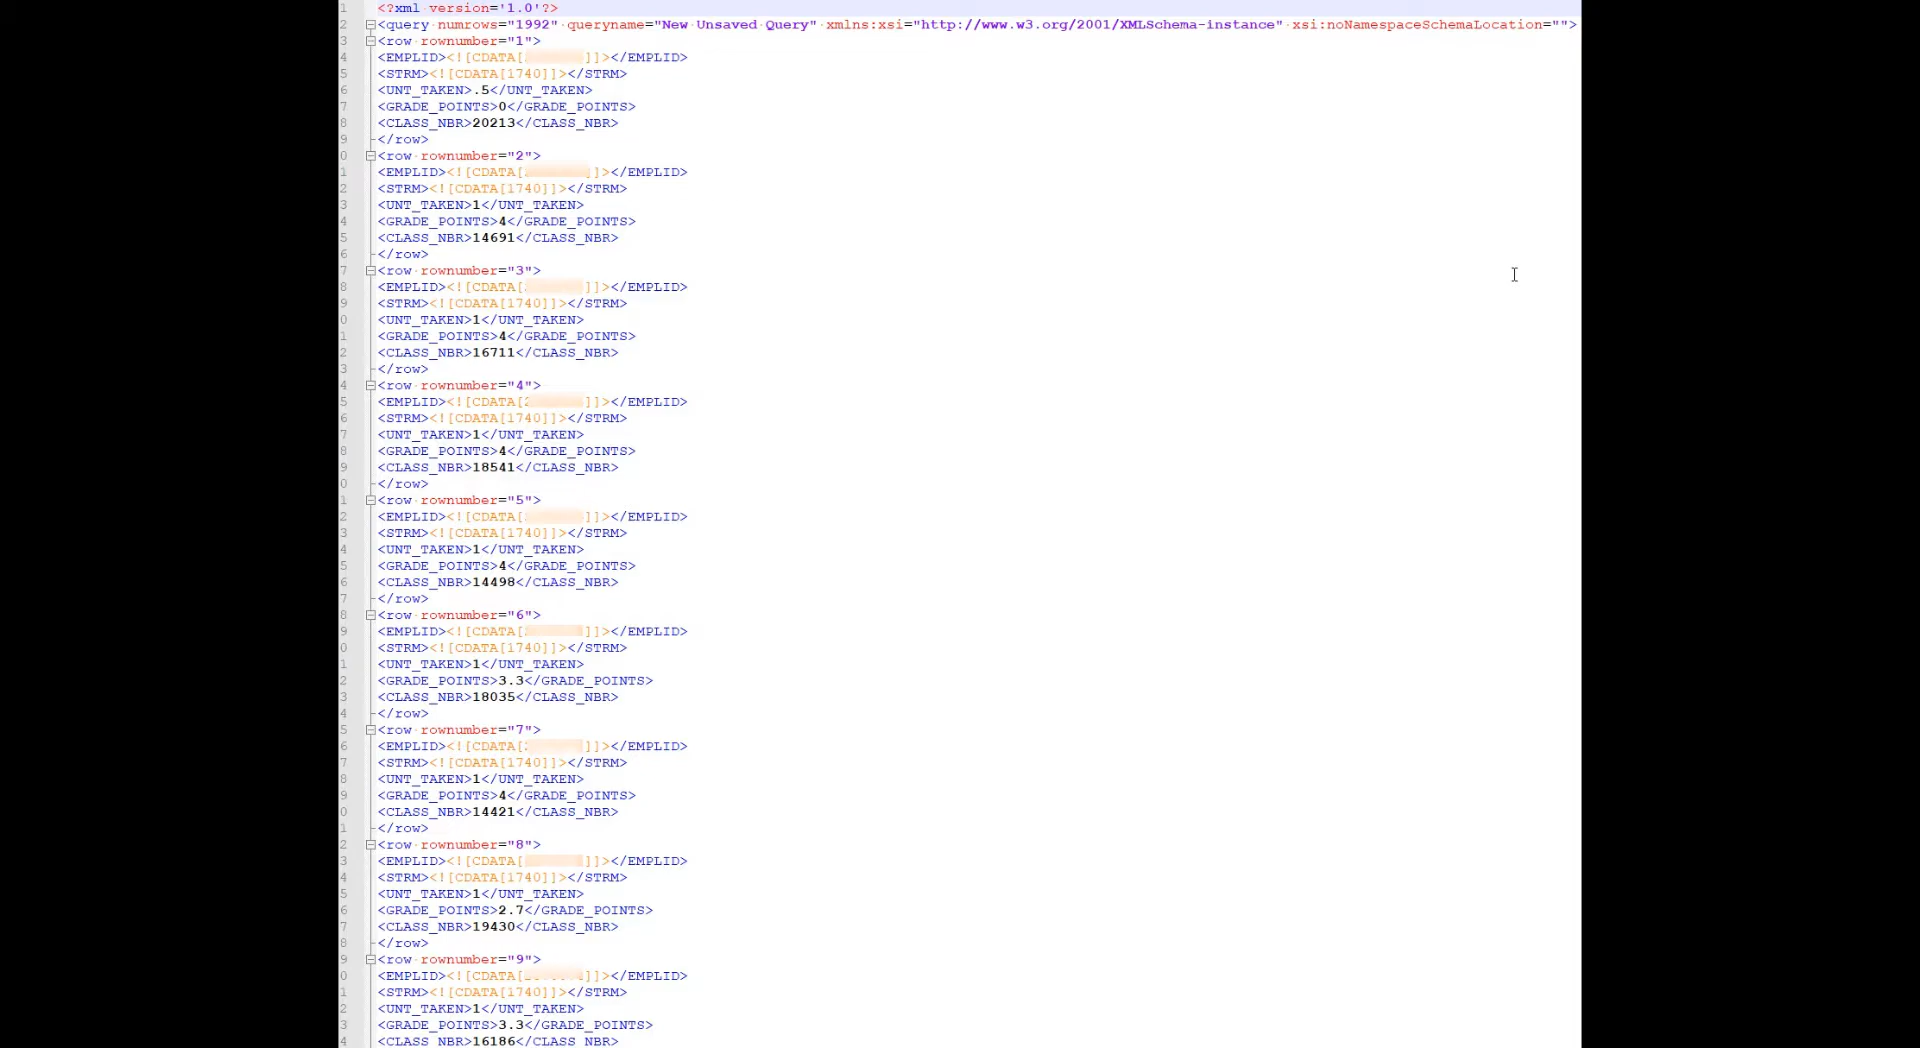 1 <?xml version='1.0'?>
2 <query numrows="1992" queryname="New Unsaved Query" xmlns:xsi="http://www.w3.org/2001/XMLSchema-instance" xsi:noNamespaceSchemaLocation="">
3 <row rownumber="1">
4 <EMPLID><![CDATA[ ]]></EMPLID>
5 <STRM><![CDATA[1740]]></STRM>
6 <UNT_TAKEN>.5</UNT_TAKEN>
7 <GRADE_POINTS>0</GRADE_POINTS>
8 <CLASS_NBR>20213</CLASS_NBR>
9 </row>
0 <row rownumber="2">
1 <EMPLID><![CDATA[ ]]></EMPLID>
2 <STRM><![CDATA[1740]]></STRM>
3 <UNT_TAKEN>1</UNT_TAKEN>
4 <GRADE_POINTS>4</GRADE_POINTS>
5 <CLASS_NBR>14691</CLASS_NBR>
6 </row>
7 <row rownumber="3">
8 <EMPLID><![CDATA[ ]]></EMPLID>
9 <STRM><![CDATA[1740]]></STRM>
0 <UNT_TAKEN>1</UNT_TAKEN>
1 <GRADE_POINTS>4</GRADE_POINTS>
2 <CLASS_NBR>16711</CLASS_NBR>
3 </row>
4 <row rownumber="4">
5 <EMPLID><![CDATA[ ]]></EMPLID>
6 <STRM><![CDATA[1740]]></STRM>
7 <UNT_TAKEN>1</UNT_TAKEN>
8 <GRADE_POINTS>4</GRADE_POINTS>
9 <CLASS_NBR>18541</CLASS_NBR>
0 </row>
1 <row rownumber="5">
2 <EMPLID><![CDATA[ ]]></EMPLID>
3 <STRM><![CDATA[1740]]></STRM>
4 <UNT_TAKEN>1</UNT_TAKEN>
5 <GRADE_POINTS>4</GRADE_POINTS>
6 <CLASS_NBR>14498</CLASS_NBR>
7 </row>
8 <row rownumber="6">
9 <EMPLID><![CDATA[ ]]></EMPLID>
0 <STRM><![CDATA[1740]]></STRM>
1 <UNT_TAKEN>1</UNT_TAKEN>
2 <GRADE_POINTS>3.3</GRADE_POINTS>
3 <CLASS_NBR>18035</CLASS_NBR>
4 </row>
5 <row rownumber="7">
6 <EMPLID><![CDATA[ ]]></EMPLID>
7 <STRM><![CDATA[1740]]></STRM>
8 <UNT_TAKEN>1</UNT_TAKEN>
9 <GRADE_POINTS>4</GRADE_POINTS>
0 <CLASS_NBR>14421</CLASS_NBR>
1 </row>
2 <row rownumber="8">
3 <EMPLID><![CDATA[ ]]></EMPLID>
4 <STRM><![CDATA[1740]]></STRM>
5 <UNT_TAKEN>1</UNT_TAKEN>
6 <GRADE_POINTS>2.7</GRADE_POINTS>
7 <CLASS_NBR>19430</CLASS_NBR>
8 </row>
9 <row rownumber="9">
0 <EMPLID><![CDATA[ ]]></EMPLID>
1 <STRM><![CDATA[1740]]></STRM>
2 <UNT_TAKEN>1</UNT_TAKEN>
3 <GRADE_POINTS>3.3</GRADE_POINTS>
4 <CLASS_NBR>16186</CLASS_NBR>